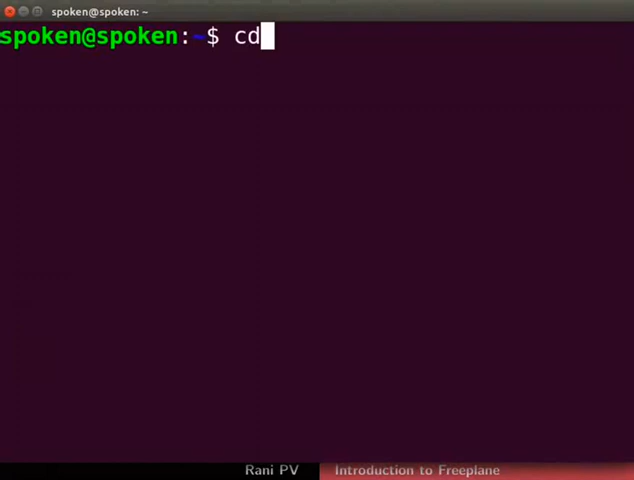 spoken@spoken: ~
spoken@spoken:~$ cd
Rani PV
Introduction to Freeplane